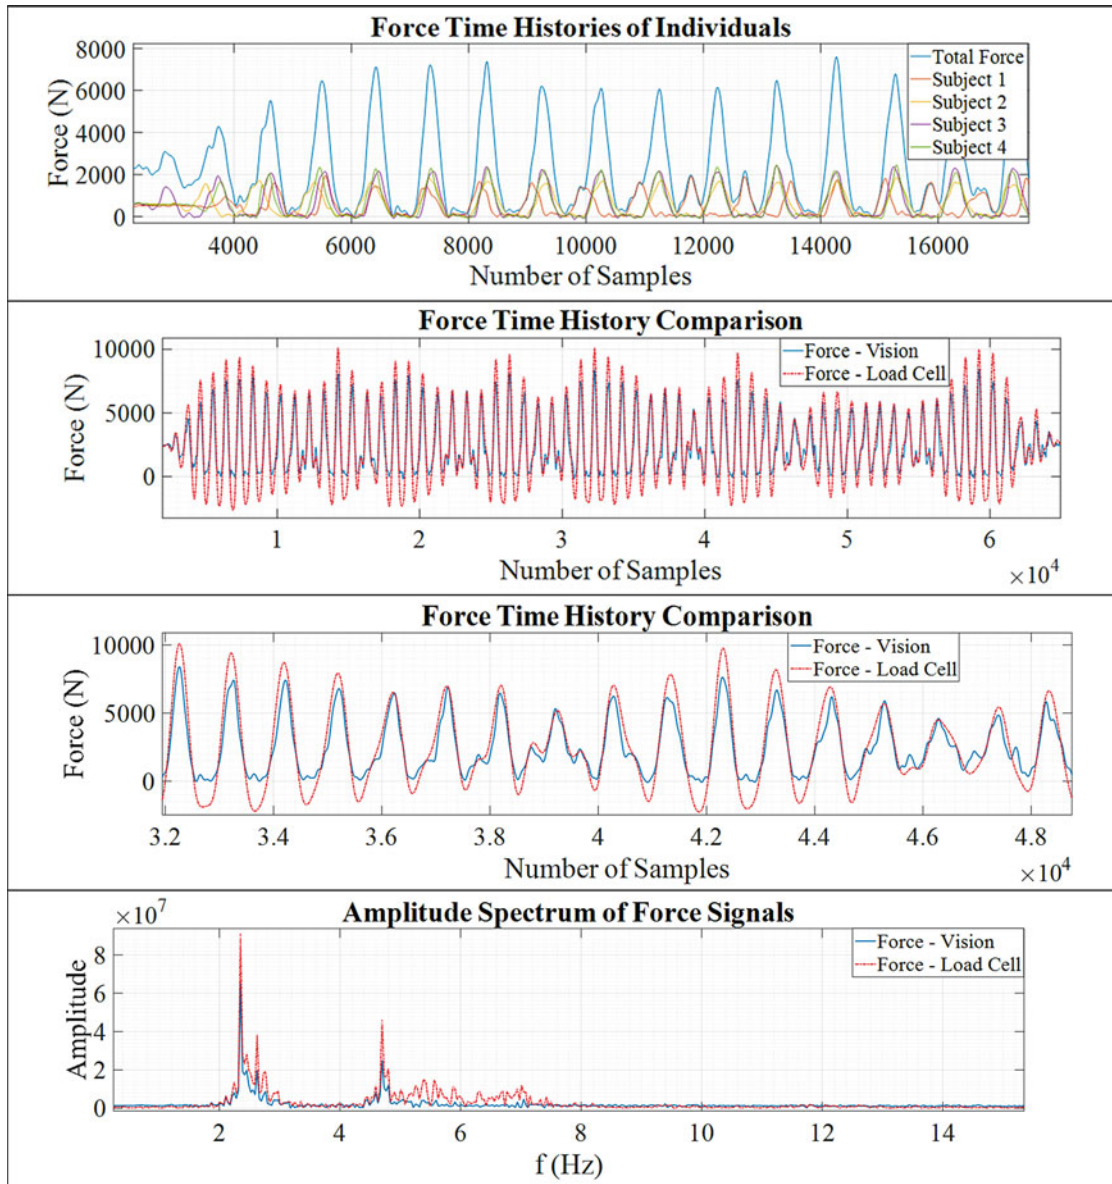 Force Time Histories of Individuals
8000
6000
4000
2000
0
Force (N)
Total Force
Subject 1
Subject 2
Subject 3
Subject 4
4000 6000 8000 10000 12000 14000 16000
Number of Samples
Force Time History Comparison
10000
5000
0
Force (N)
Force - Vision
Force - Load Cell
1 2 3 4 5 6
Number of Samples
×10⁴
Force Time History Comparison
10000
5000
0
Force (N)
Force - Vision
Force - Load Cell
3.2 3.4 3.6 3.8 4 4.2 4.4 4.6 4.8
Number of Samples
×10⁴
Amplitude Spectrum of Force Signals
×10⁷
8
6
4
2
0
Amplitude
Force - Vision
Force - Load Cell
2 4 6 8 10 12 14
f (Hz)